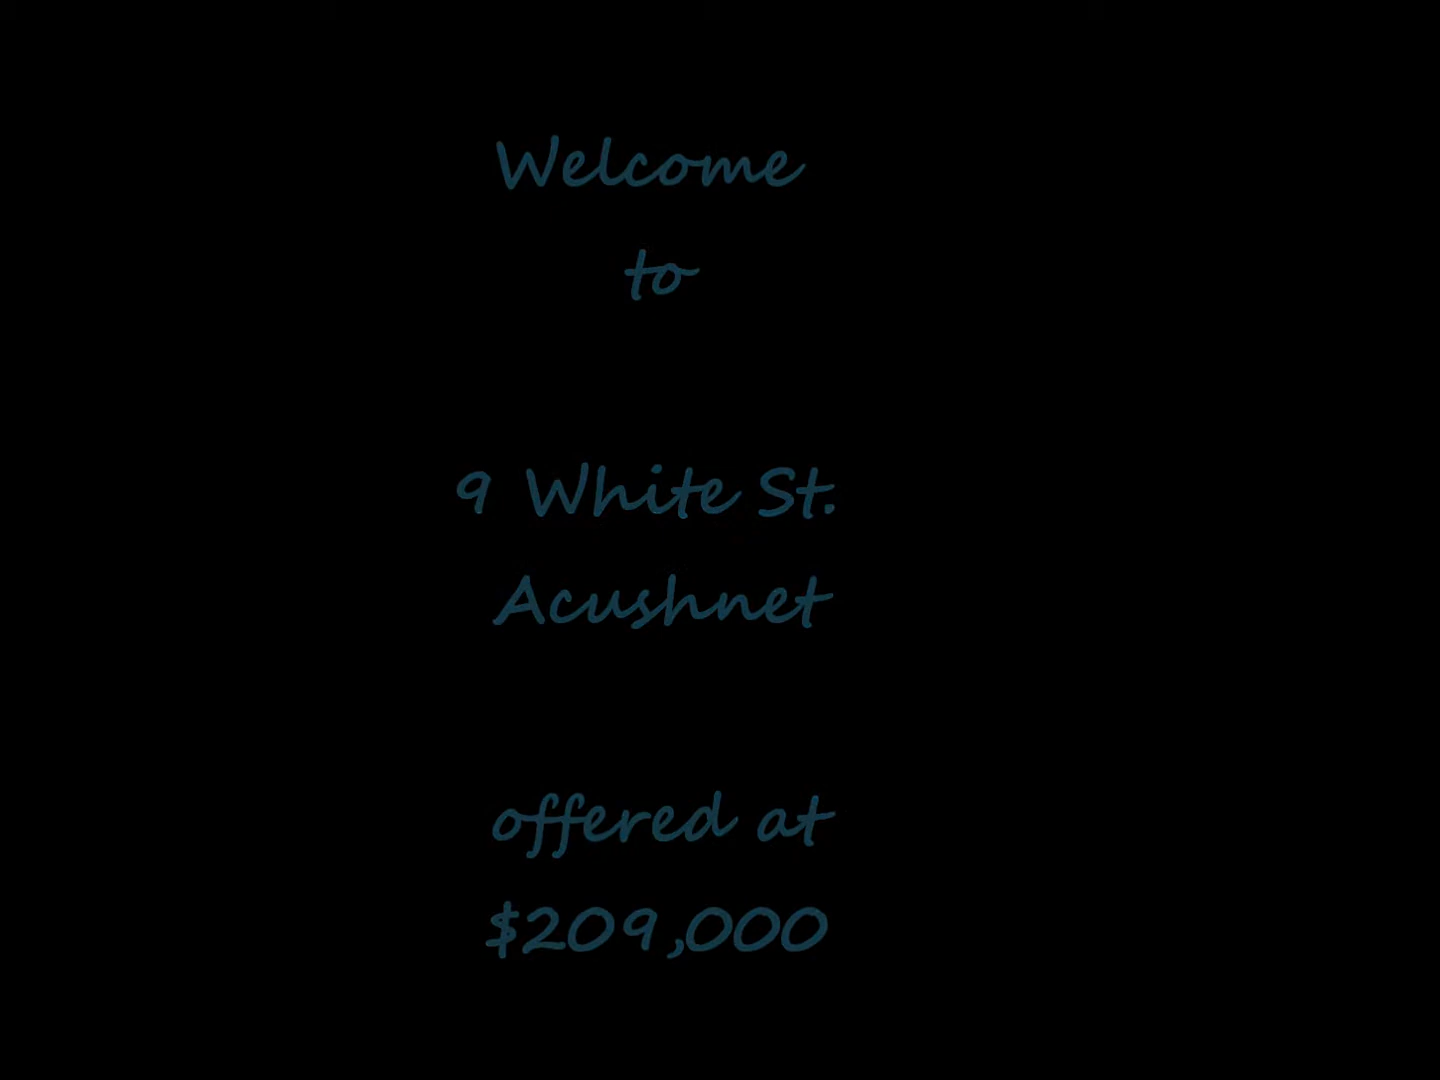 Welcome
to
9 White St.
Acushnet
offered at
$209,000